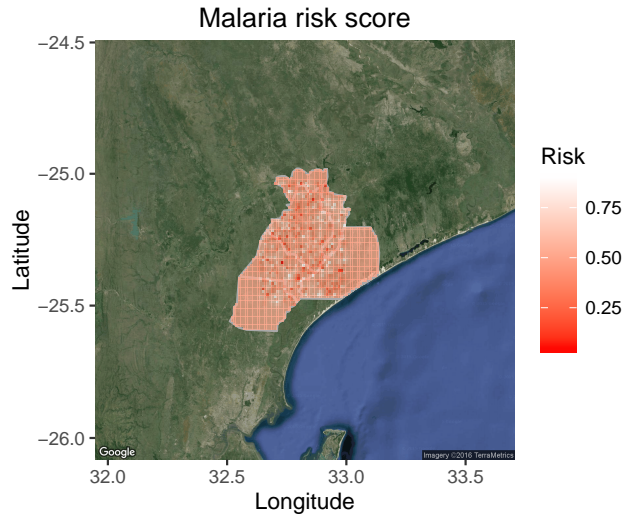 Malaria risk score
−24.5
−25.0
−25.5
−26.0
Latitude
32.0
32.5
33.0
33.5
Longitude
Risk
0.75
0.50
0.25
Google
Imagery ©2016 TerraMetrics